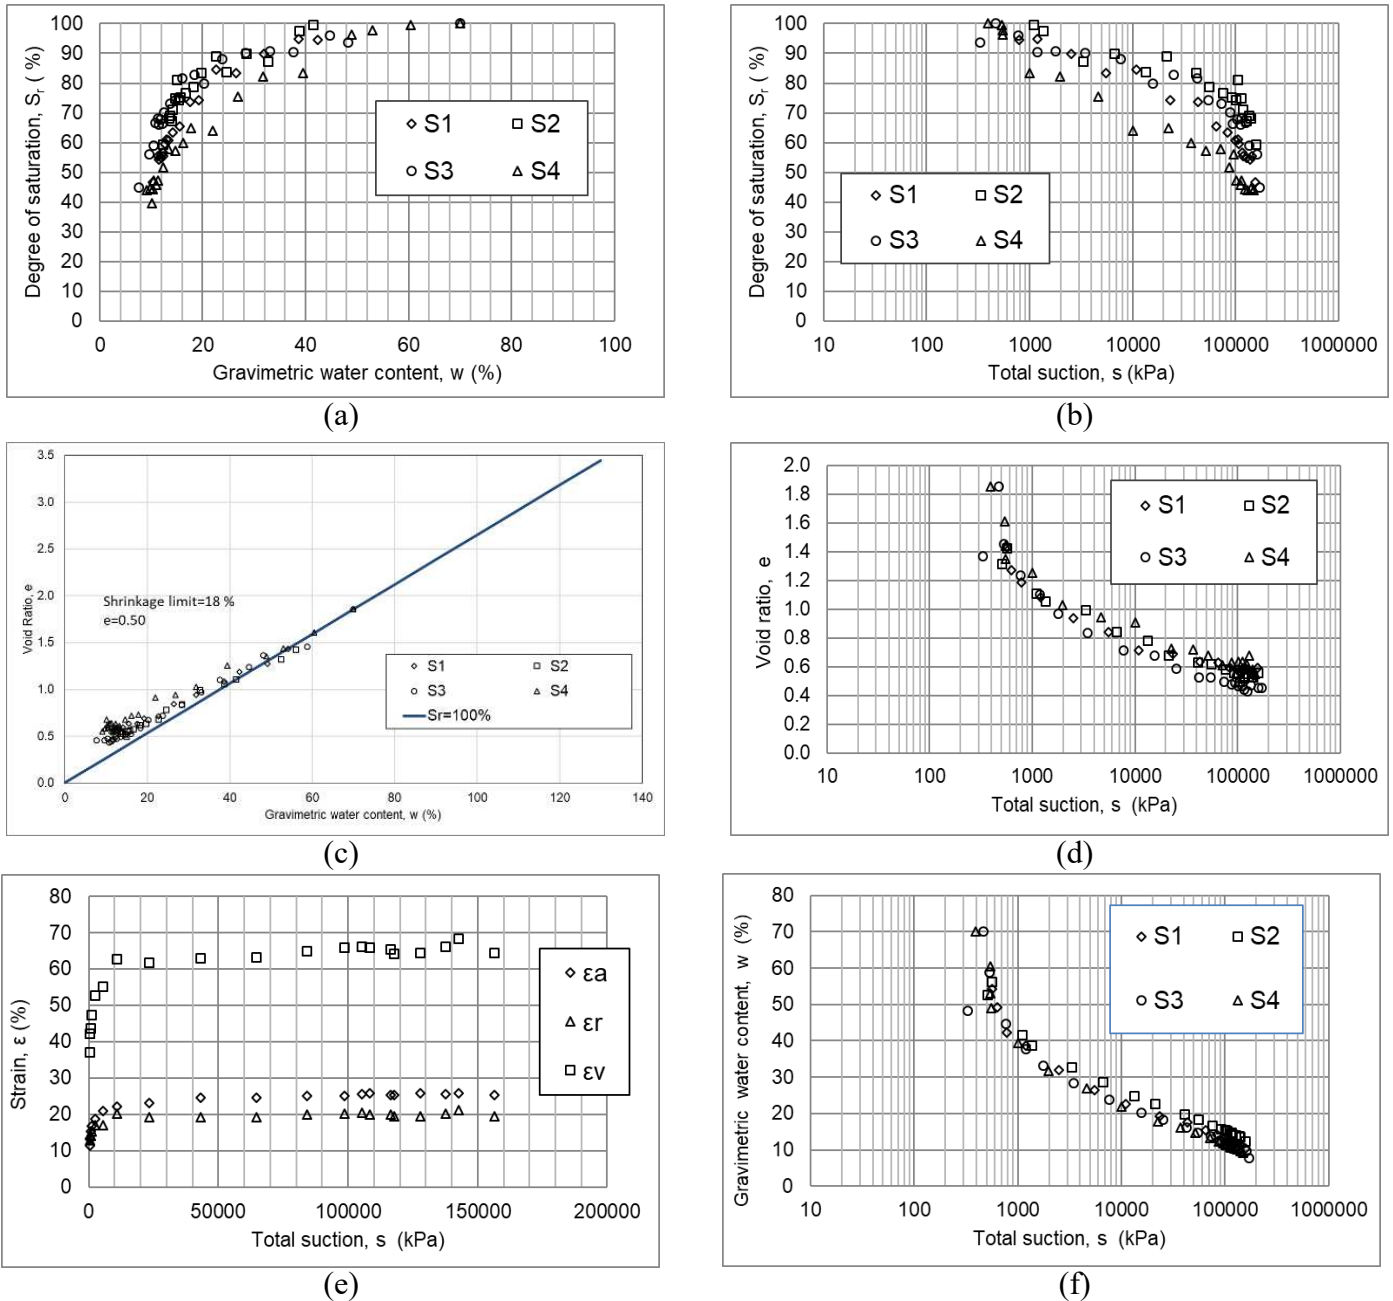 100
90
80
70
60
50
40
30
20
10
0
Degree of saturation, Sr ( %)
S1 S2
S3 S4
0 20 40 60 80 100
Gravimetric water content, w (%)
(a)
100
90
80
70
60
50
40
30
20
10
0
Degree of saturation, Sr ( %)
S1 S2
S3 S4
10 100 1000 10000 100000 1000000
Total suction, s (kPa)
(b)
3.5
3.0
2.5
2.0
1.5
1.0
0.5
0.0
Void Ratio, e
Shrinkage limit=18 %
e=0.50
S1 S2
S3 S4
Sr=100%
0 20 40 60 80 100 120 140
Gravimetric water content, w (%)
(c)
2.0
1.8
1.6
1.4
1.2
1.0
0.8
0.6
0.4
0.2
0.0
Void ratio, e
S1 S2
S3 S4
10 100 1000 10000 100000 1000000
Total suction, s (kPa)
(d)
80
70
60
50
40
30
20
10
0
Strain, ε (%)
εa
εr
εv
0 50000 100000 150000 200000
Total suction, s (kPa)
(e)
80
70
60
50
40
30
20
10
0
Gravimetric water content, w (%)
S1 S2
S3 S4
10 100 1000 10000 100000 1000000
Total suction, s (kPa)
(f)